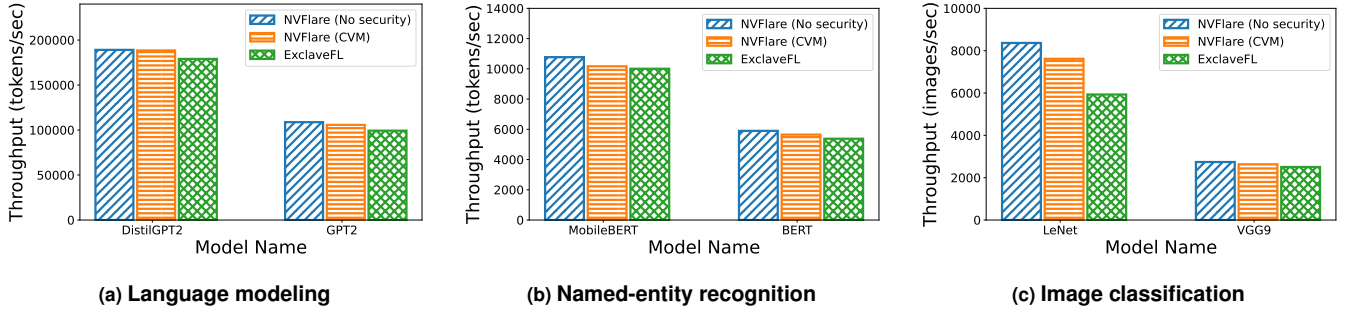 Throughput (tokens/sec)
200000
150000
100000
50000
0
NVFlare (No security)
NVFlare (CVM)
ExclaveFL
DistilGPT2 GPT2
Model Name
(a) Language modeling
Throughput (tokens/sec)
14000
12000
10000
8000
6000
4000
2000
0
NVFlare (No security)
NVFlare (CVM)
ExclaveFL
MobileBERT BERT
Model Name
(b) Named-entity recognition
Throughput (images/sec)
10000
8000
6000
4000
2000
0
NVFlare (No security)
NVFlare (CVM)
ExclaveFL
LeNet VGG9
Model Name
(c) Image classification